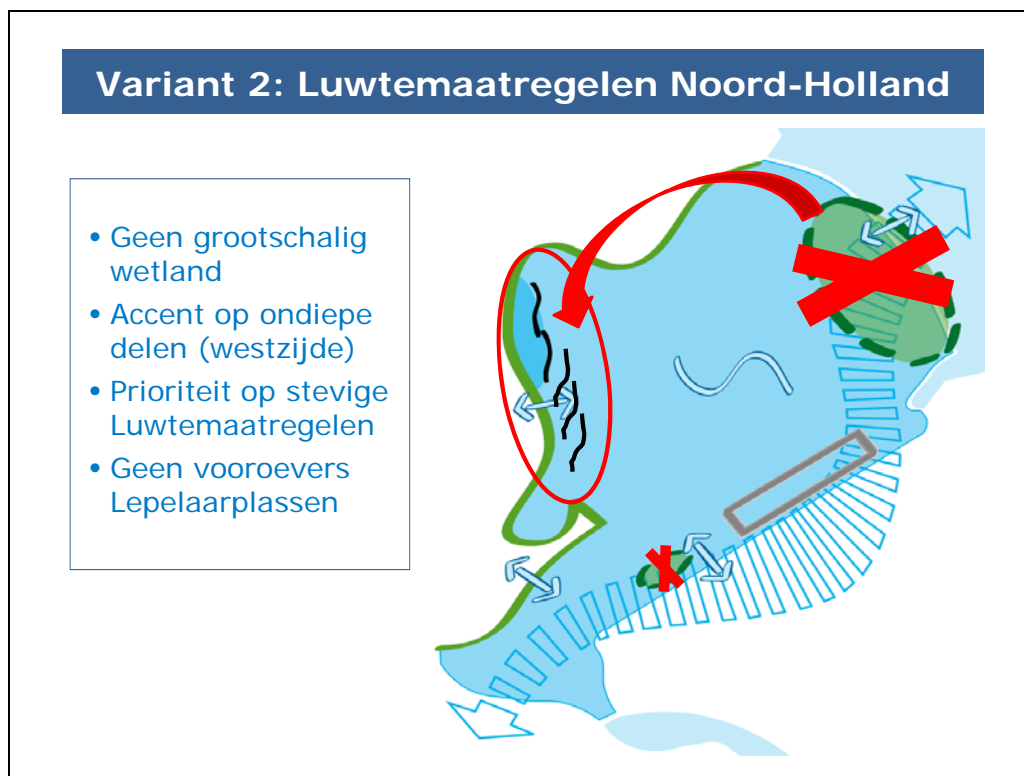 Variant 2: Luwtemaatregelen Noord-Holland
• Geen grootschalig
wetland
• Accent op ondiepe
delen (westzijde)
• Prioriteit op stevige
Luwtemaatregelen
• Geen vooroevers
Lepelaarplassen